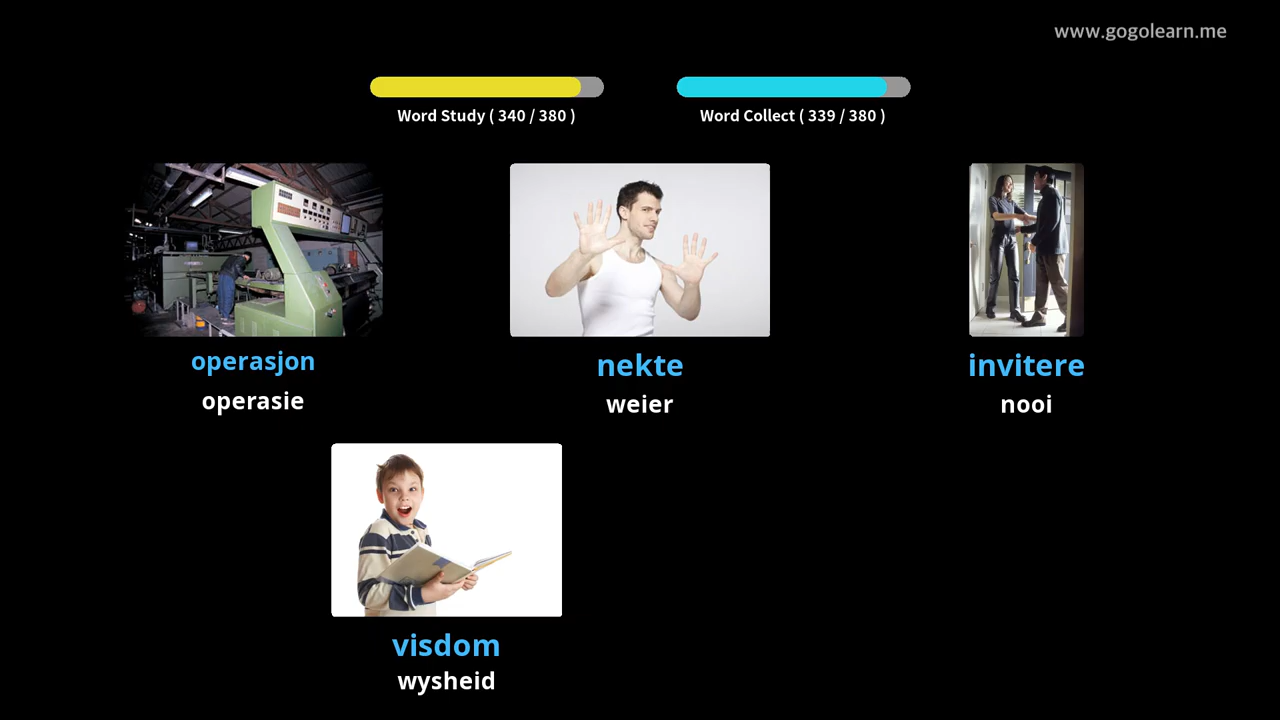 www.gogolearn.me
Word Study ( 340 / 380 )
Word Collect ( 339 / 380 )
operasjon
operasie
nekte
weier
invitere
nooi
visdom
wysheid